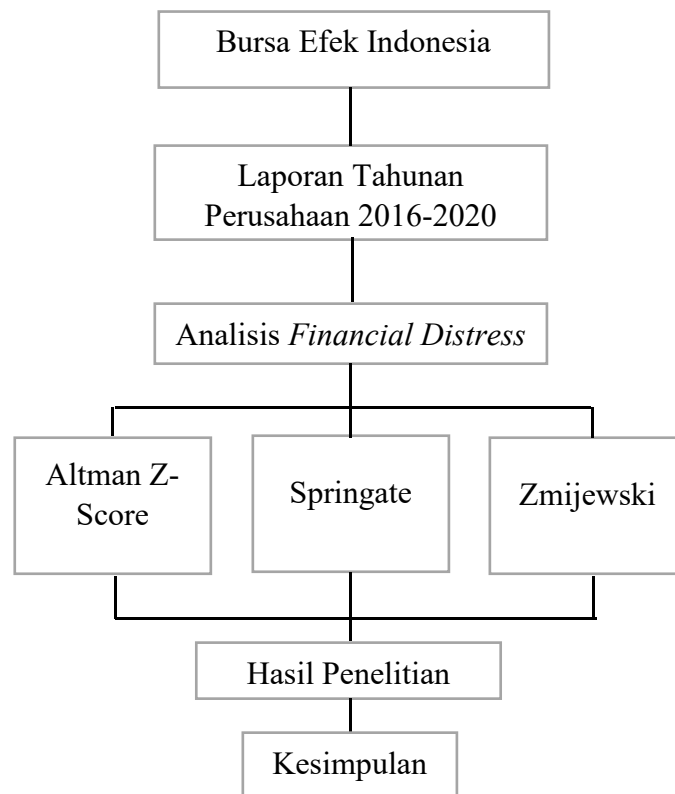 Bursa Efek Indonesia
Laporan Tahunan
Perusahaan 2016-2020
Analisis Financial Distress
Altman Z-
Score
Springate
Zmijewski
Hasil Penelitian
Kesimpulan